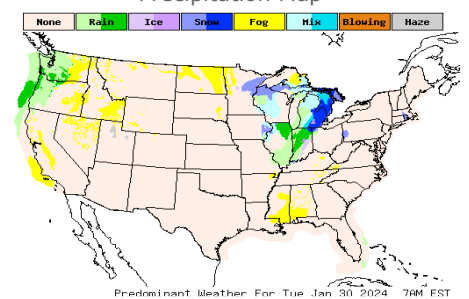 Precipitation Map
None Rain Ice Snow Fog Mix Blowing Haze
Predominant Weather For Tue Jan 30 2024 7AM EST